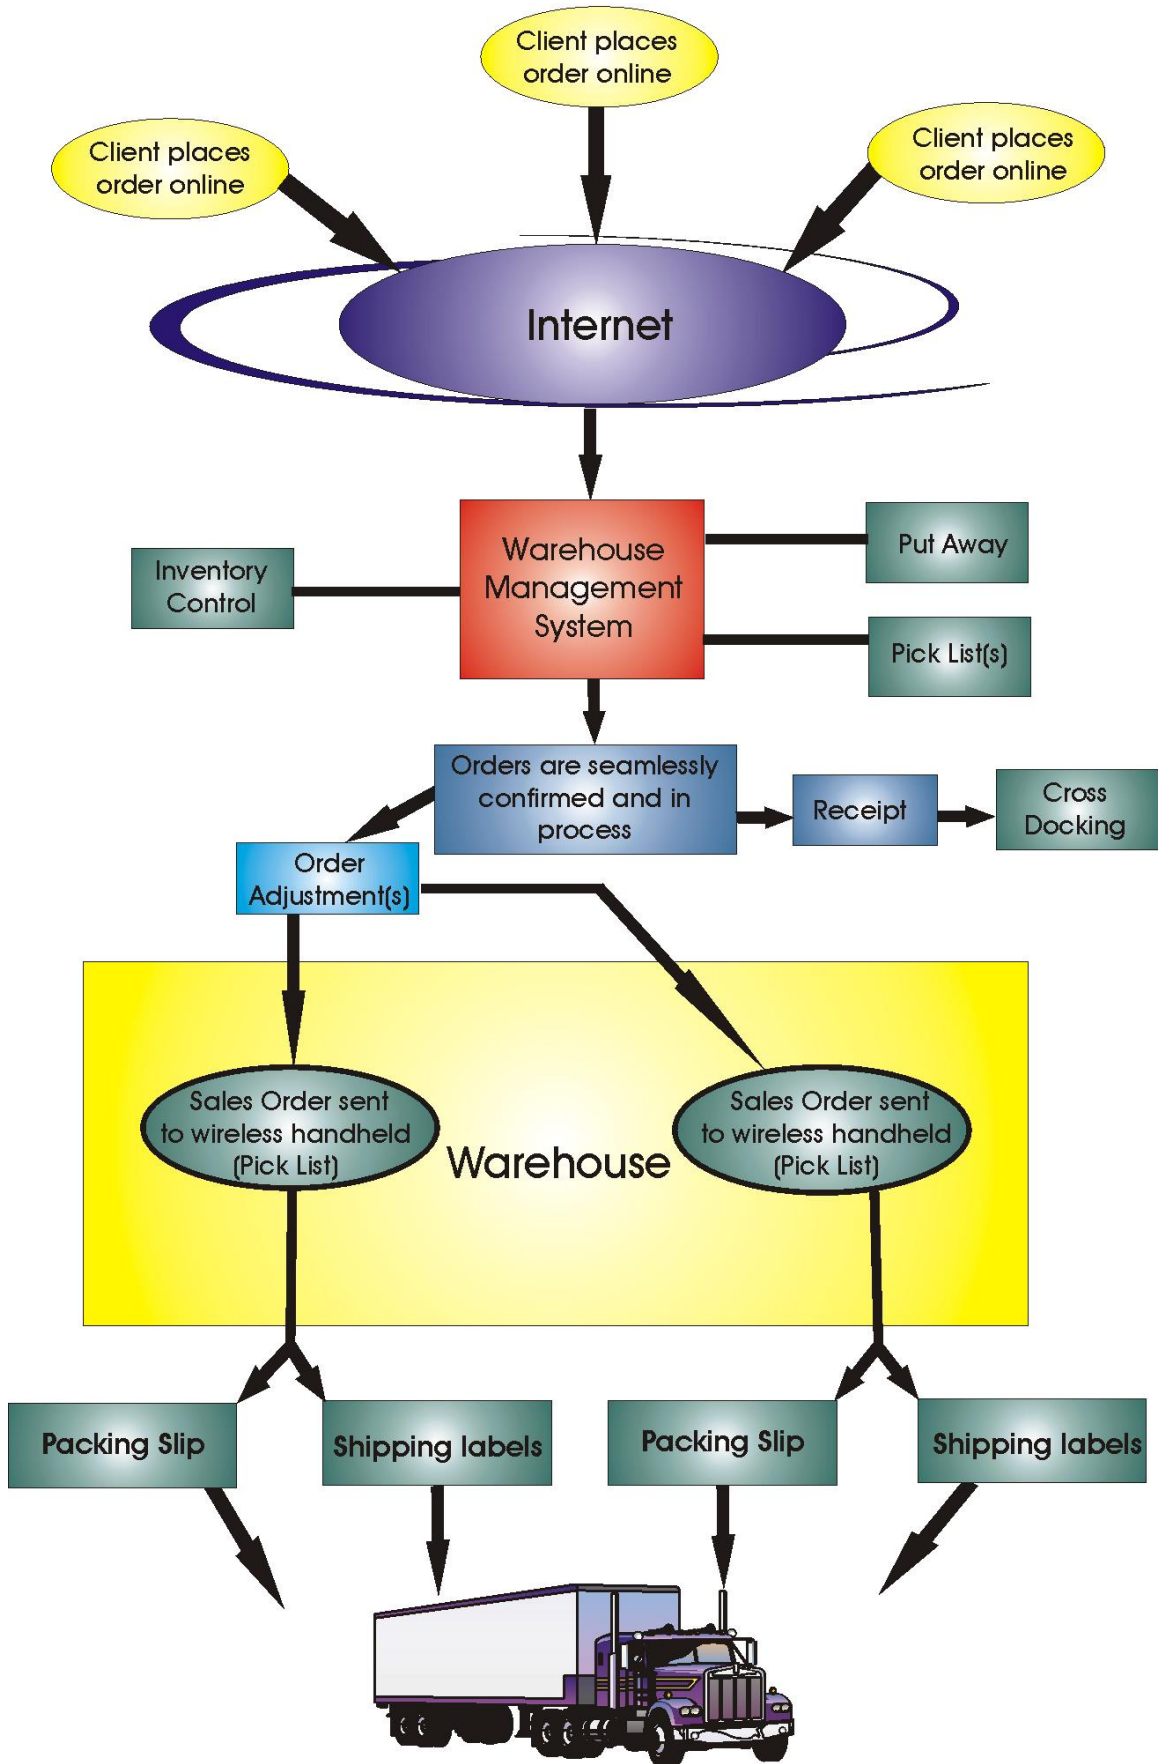 Client places
order online
Client places
order online
Client places
order online
Internet
Warehouse
Management
System
Put Away
Inventory
Control
Pick List(s)
Orders are seamlessly
confirmed and in
process
Receipt
Cross
Docking
Order
Adjustment(s)
Sales Order sent
to wireless handheld
(Pick List)
Warehouse
Sales Order sent
to wireless handheld
(Pick List)
Packing Slip
Shipping labels
Packing Slip
Shipping labels